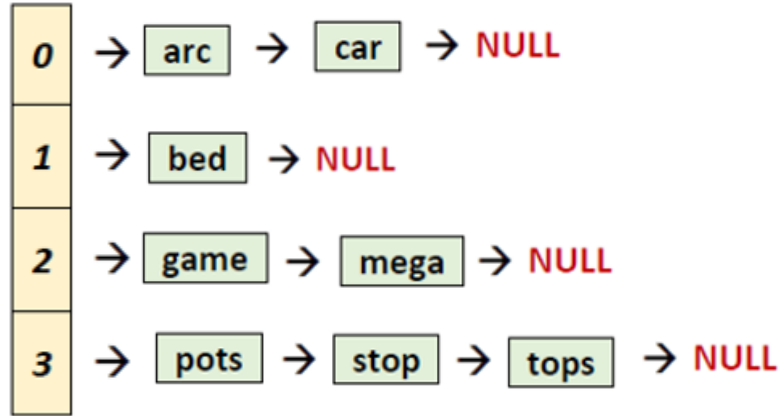 0 → arc → car → NULL
1 → bed → NULL
2 → game → mega → NULL
3 → pots → stop → tops → NULL